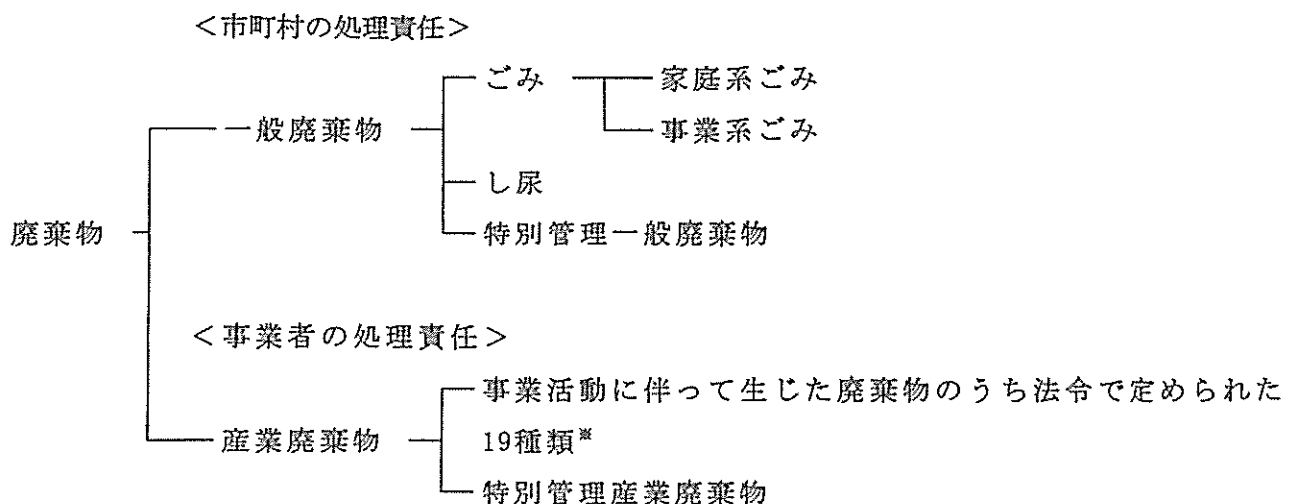 <市町村の処理責任>
ごみ 家庭系ごみ
一般廃棄物 事業系ごみ
し尿
廃棄物 特別管理一般廃棄物
<事業者の処理責任>
事業活動に伴って生じた廃棄物のうち法令で定められた
産業廃棄物 19種類※
特別管理産業廃棄物